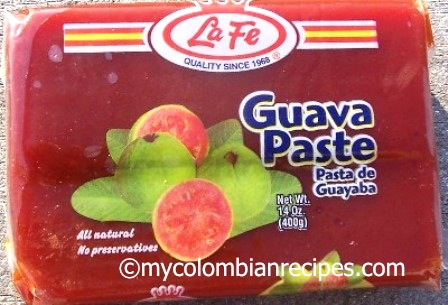 La Fe
QUALITY SINCE 1968
Guava
Paste
Pasta de
Guayaba
Net Wt.
14 Oz.
(400g)
All natural
No preservatives
©mycolombianrecipes.com